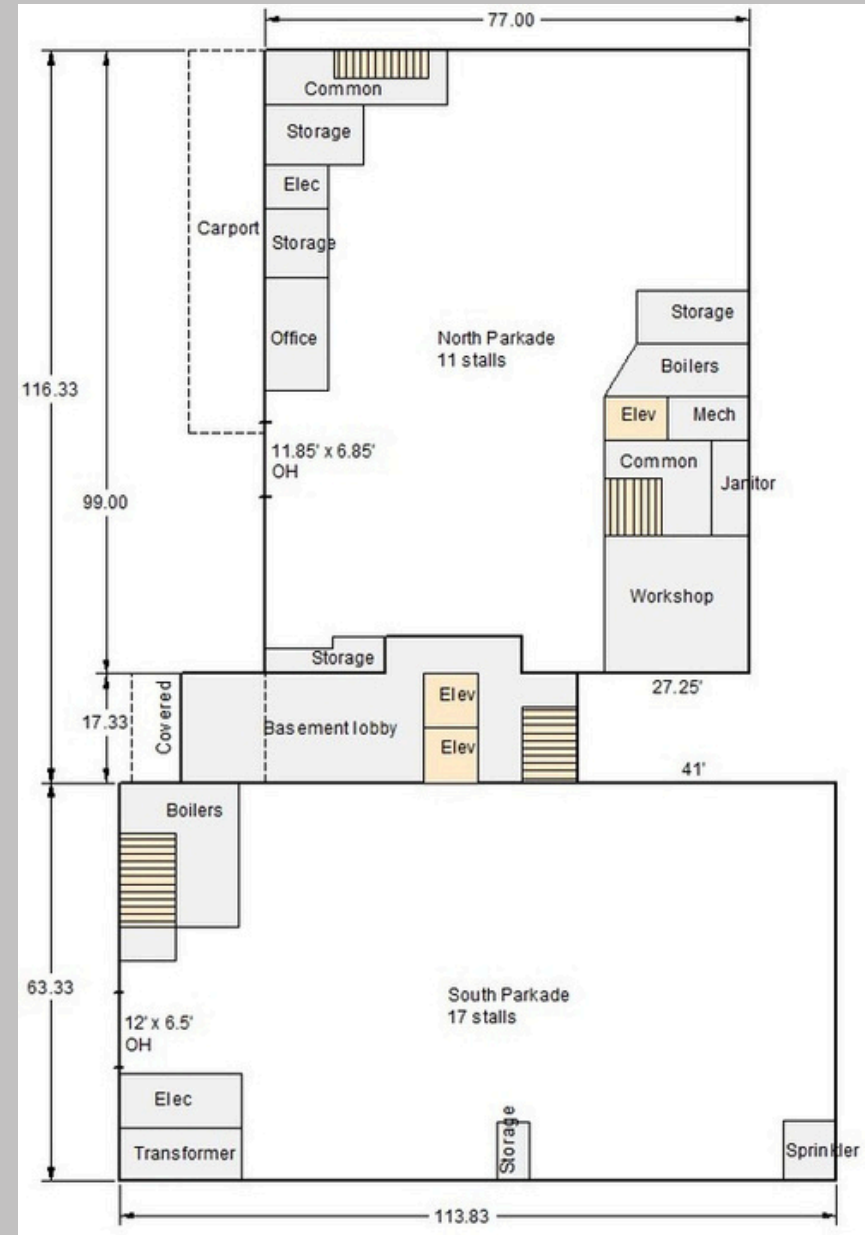 77.00
Common
Storage
Elec
Carport
Storage
Storage
Office
North Parkade
11 stalls
Boilers
116.33
Elev
Mech
11.85' x 6.85'
OH
Common
Janitor
99.00
Workshop
Storage
27.25'
Covered
Elev
17.33
Basement lobby
Elev
41'
Boilers
63.33
South Parkade
17 stalls
12' x 6.5'
OH
Elec
Storage
Transformer
Sprinkler
113.83